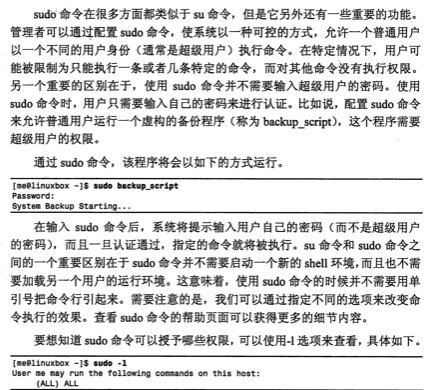 sudo 命令在很多方面都类似于 su 命令，但是它另外还有一些重要的功能。
管理者可以通过配置 sudo 命令，使系统以一种可控的方式，允许一个普通用户
以一个不同的用户身份（通常是超级用户）执行命令。在特定情况下，用户可
能被限制为只能执行一条或者几条特定的命令，而对其他命令没有执行权限。
另一个重要的区别在于，使用 sudo 命令并不需要输入超级用户的密码。使用
sudo 命令时，用户只需要输入自己的密码来进行认证。比如说，配置 sudo 命令
来允许普通用户运行一个虚构的备份程序（称为 backup_script），这个程序需要
超级用户的权限。
通过 sudo 命令，该程序将会以如下的方式运行。
[me@linuxbox ~]$ sudo backup_script
Password:
System Backup Starting...
在输入 sudo 命令后，系统将提示输入用户自己的密码（而不是超级用户
的密码），而且一旦认证通过，指定的命令就将被执行。su 命令和 sudo 命令之
间的一个重要区别在于 sudo 命令并不需要启动一个新的 shell 环境，而且也不需
要加载另一个用户的运行环境。这意味着，使用 sudo 命令的时候并不需要用单
引号把命令行引起来。需要注意的是，我们可以通过指定不同的选项来改变命
令执行的效果。查看 sudo 命令的帮助页面可以获得更多的细节内容。
要想知道 sudo 命令可以授予哪些权限，可以使用-l 选项来查看，具体如下。
[me@linuxbox ~]$ sudo -l
User me may run the following commands on this host:
(ALL) ALL